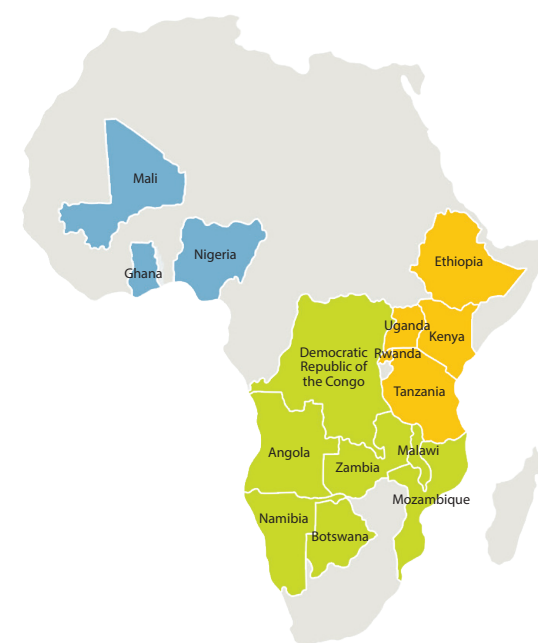 Mali
Nigeria
Ghana
Ethiopia
Uganda
Kenya
Rwanda
Democratic
Republic of
the Congo
Tanzania
Angola
Malawi
Zambia
Mozambique
Namibia
Botswana